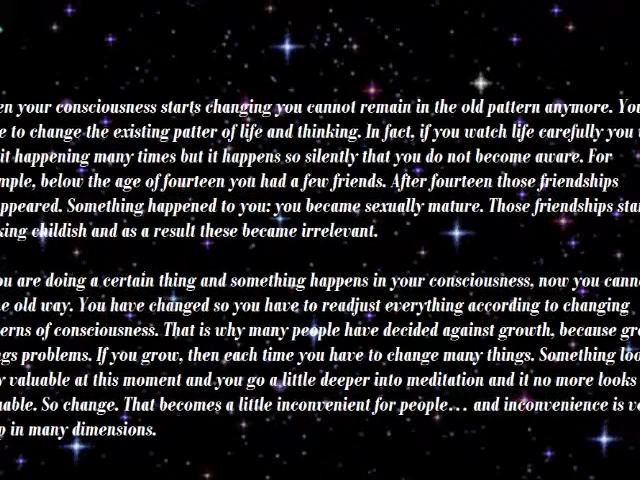 en your consciousness starts changing you cannot remain in the old pattern anymore. You
e to change the existing patter of life and thinking. In fact, if you watch life carefully you
it happening many times but it happens so silently that you do not become aware. For
mple, below the age of fourteen you had a few friends. After fourteen those friendships
appeared. Something happened to you: you became sexually mature. Those friendships sta
king childish and as a result these became irrelevant.
ou are doing a certain thing and something happens in your consciousness, now you cann
e old way. You have changed so you have to readjust everything according to changing
erns of consciousness. That is why many people have decided against growth, because gr
ngs problems. If you grow, then each time you have to change many things. Something loo
y valuable at this moment and you go a little deeper into meditation and it no more looks
uable. So change. That becomes a little inconvenient for people… and inconvenience is v
p in many dimensions.